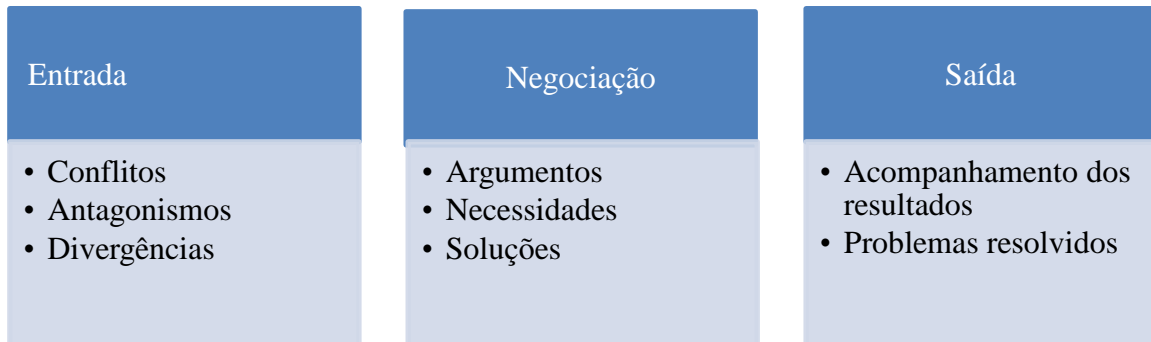 Entrada
• Conflitos
• Antagonismos
• Divergências
Negociação
• Argumentos
• Necessidades
• Soluções
Saída
• Acompanhamento dos
resultados
• Problemas resolvidos